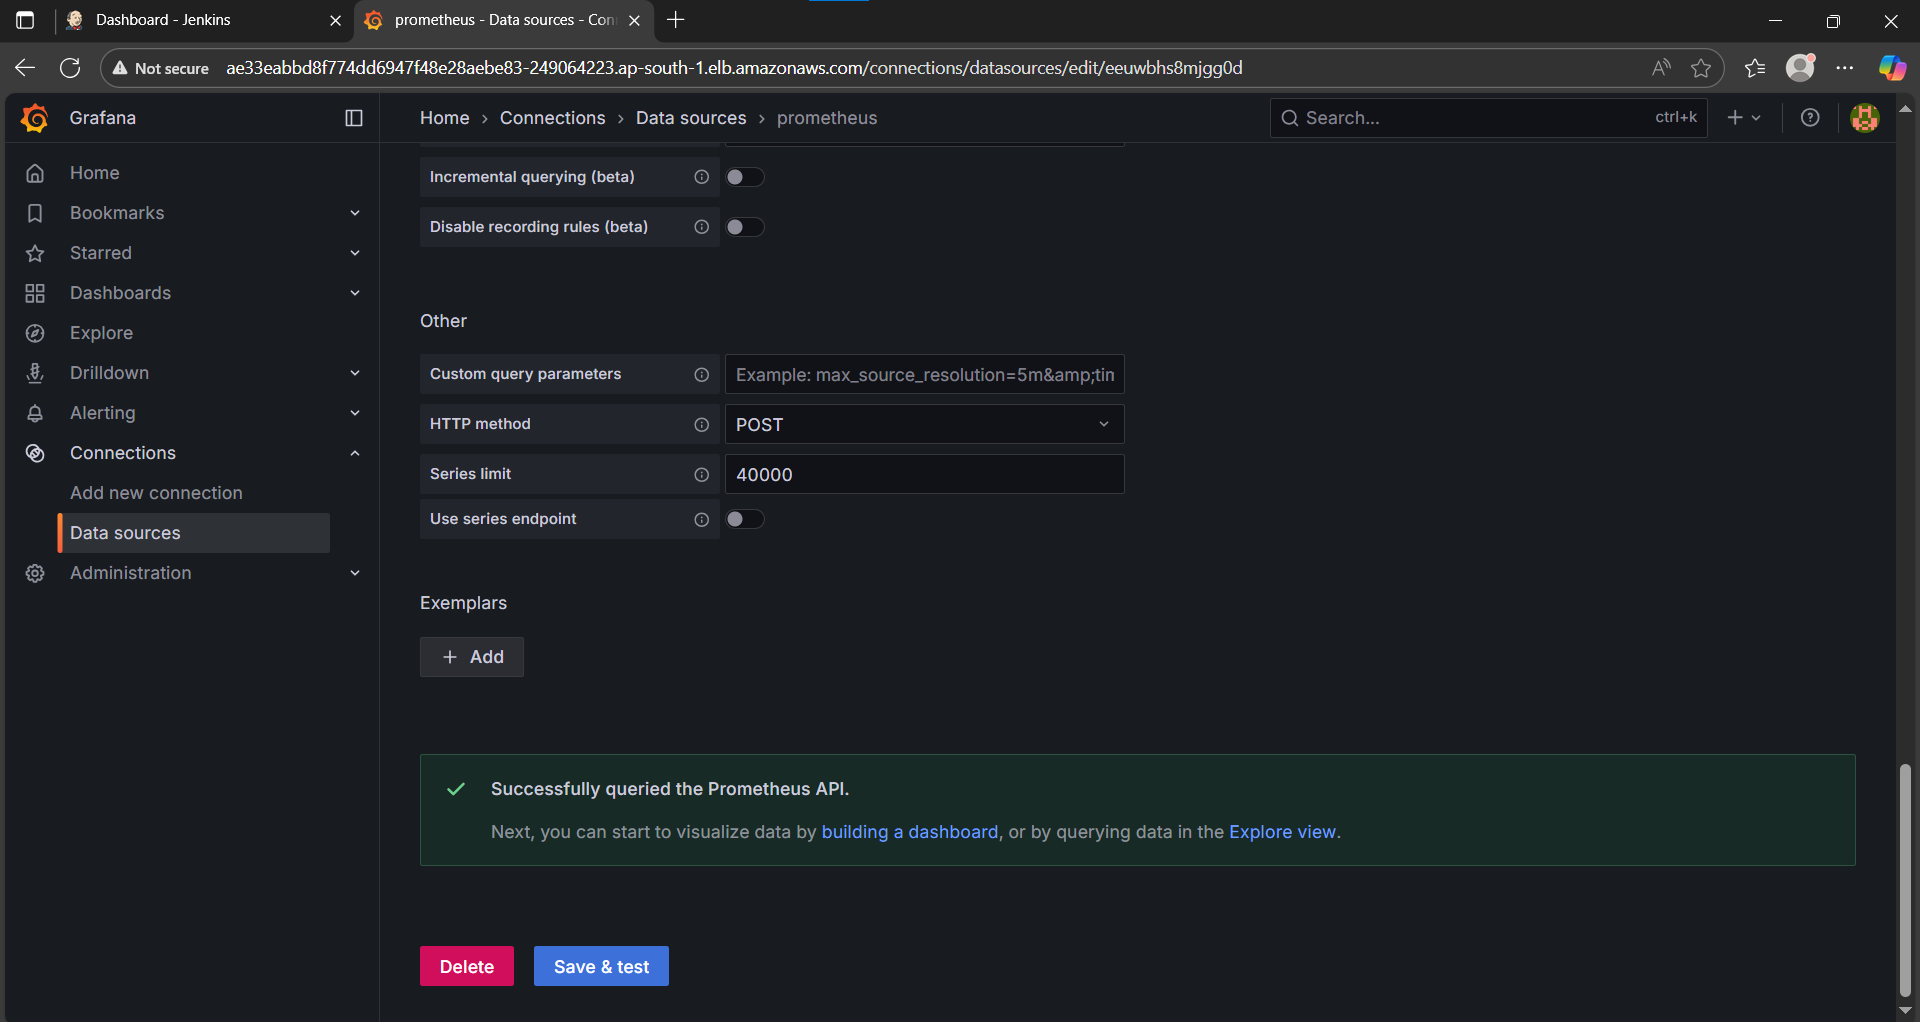 Dashboard - Jenkins
prometheus - Data sources - Con
Not secure ae33eabbd8f774dd6947f48e28aebe83-249064223.ap-south-1.elb.amazonaws.com/connections/datasources/edit/eeuwbhs8mjgg0d
Grafana
Home › Connections › Data sources › prometheus
Search... ctrl+k
Home
Bookmarks
Starred
Dashboards
Explore
Drilldown
Alerting
Connections
Add new connection
Data sources
Administration
Incremental querying (beta)
Disable recording rules (beta)
Other
Custom query parameters Example: max_source_resolution=5m&amp;tin
HTTP method POST
Series limit 40000
Use series endpoint
Exemplars
+ Add
Successfully queried the Prometheus API.
Next, you can start to visualize data by building a dashboard, or by querying data in the Explore view.
Delete Save & test